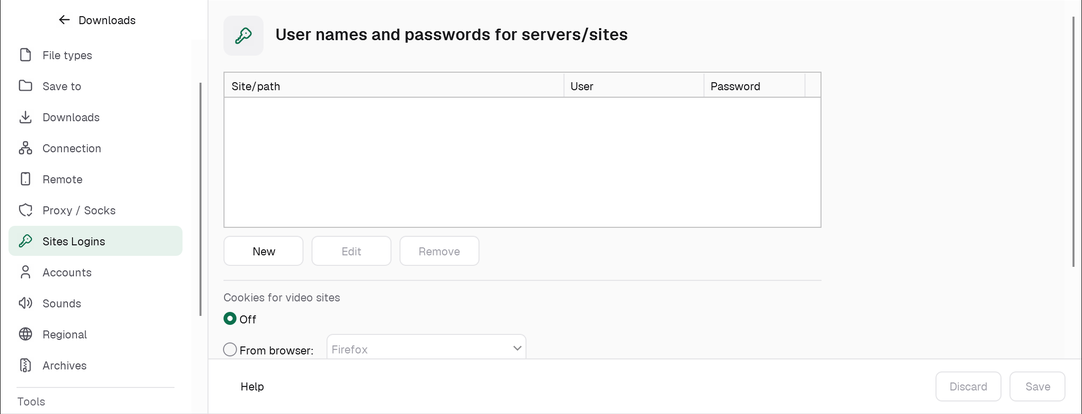 Downloads
File types
Save to
Downloads
Connection
Remote
Proxy / Socks
Sites Logins
Accounts
Sounds
Regional
Archives
Tools
User names and passwords for servers/sites
Site/path User Password
New Edit Remove
Cookies for video sites
Off
From browser: Firefox
Help Discard Save